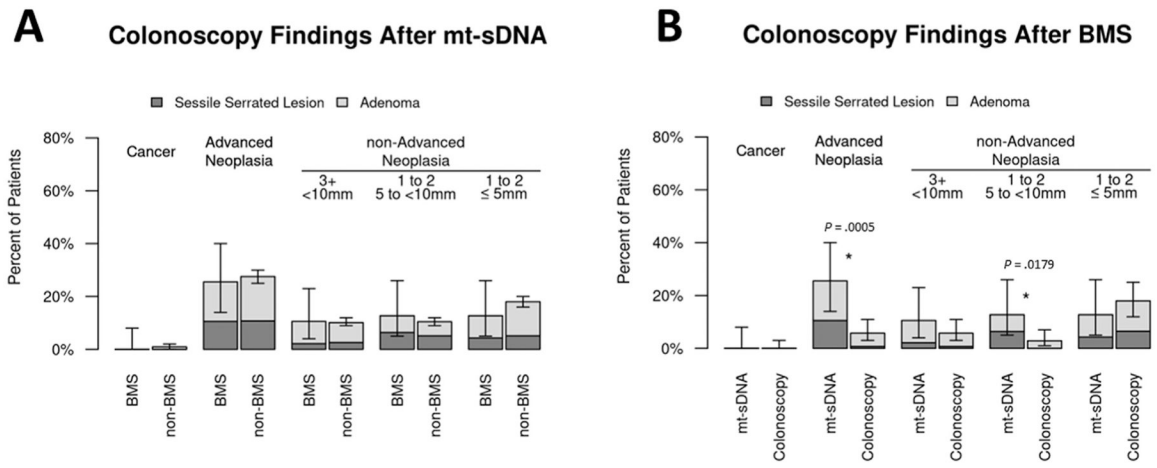 A
Colonoscopy Findings After mt-sDNA
Sessile Serrated Lesion
Adenoma
Percent of Patients
80%
60%
40%
20%
0%
Cancer
Advanced
Neoplasia
non-Advanced
Neoplasia
3+
<10mm
1 to 2
5 to <10mm
1 to 2
≤ 5mm
BMS
non-BMS
BMS
non-BMS
BMS
non-BMS
BMS
non-BMS
BMS
non-BMS
B
Colonoscopy Findings After BMS
Sessile Serrated Lesion
Adenoma
Percent of Patients
80%
60%
40%
20%
0%
Cancer
Advanced
Neoplasia
non-Advanced
Neoplasia
3+
<10mm
1 to 2
5 to <10mm
1 to 2
≤ 5mm
P = .0005
*
P = .0179
*
mt-sDNA
Colonoscopy
mt-sDNA
Colonoscopy
mt-sDNA
Colonoscopy
mt-sDNA
Colonoscopy
mt-sDNA
Colonoscopy